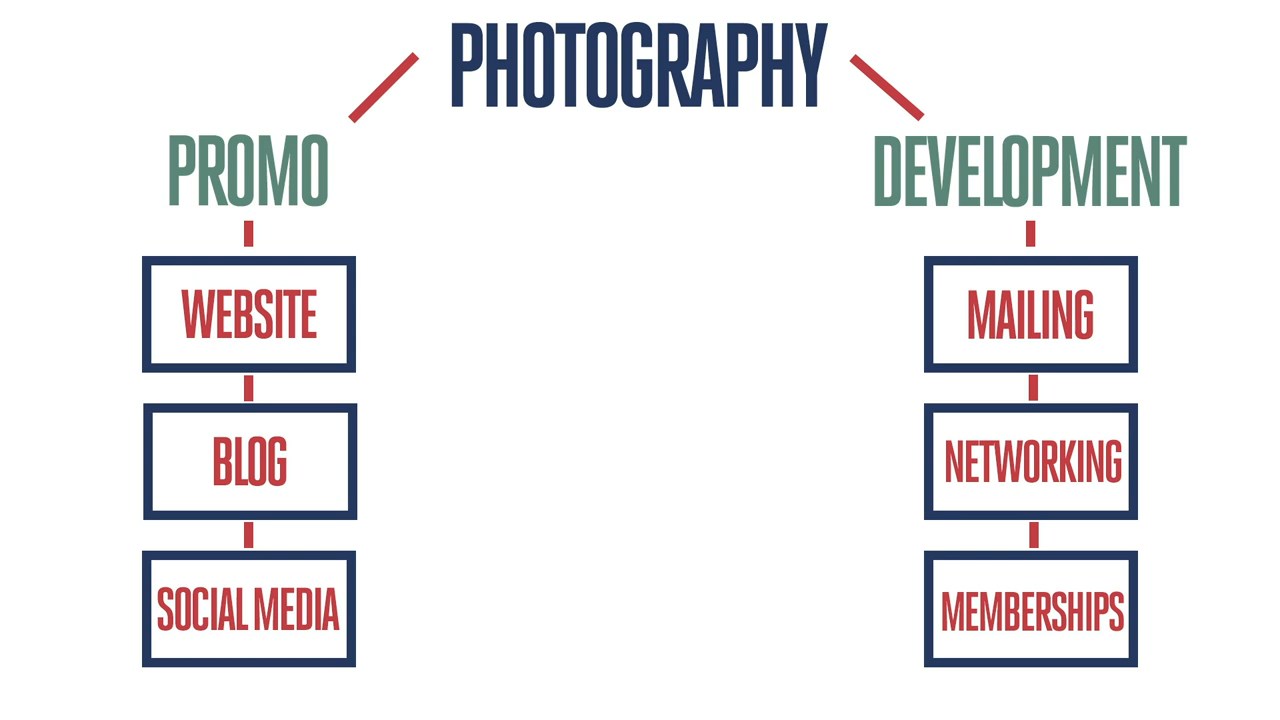 PHOTOGRAPHY
PROMO
WEBSITE
BLOG
SOCIAL MEDIA
DEVELOPMENT
MAILING
NETWORKING
MEMBERSHIPS